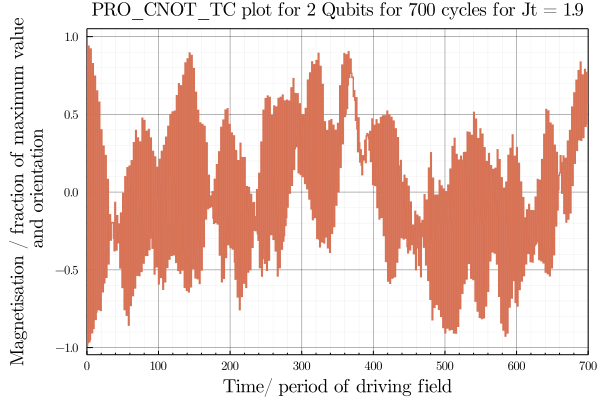 PRO_CNOT_TC plot for 2 Qubits for 700 cycles for Jt = 1.9
Magnetisation / fraction of maximum value
and orientation
1.0
0.5
0.0
−0.5
−1.0
0 100 200 300 400 500 600 700
Time/ period of driving field